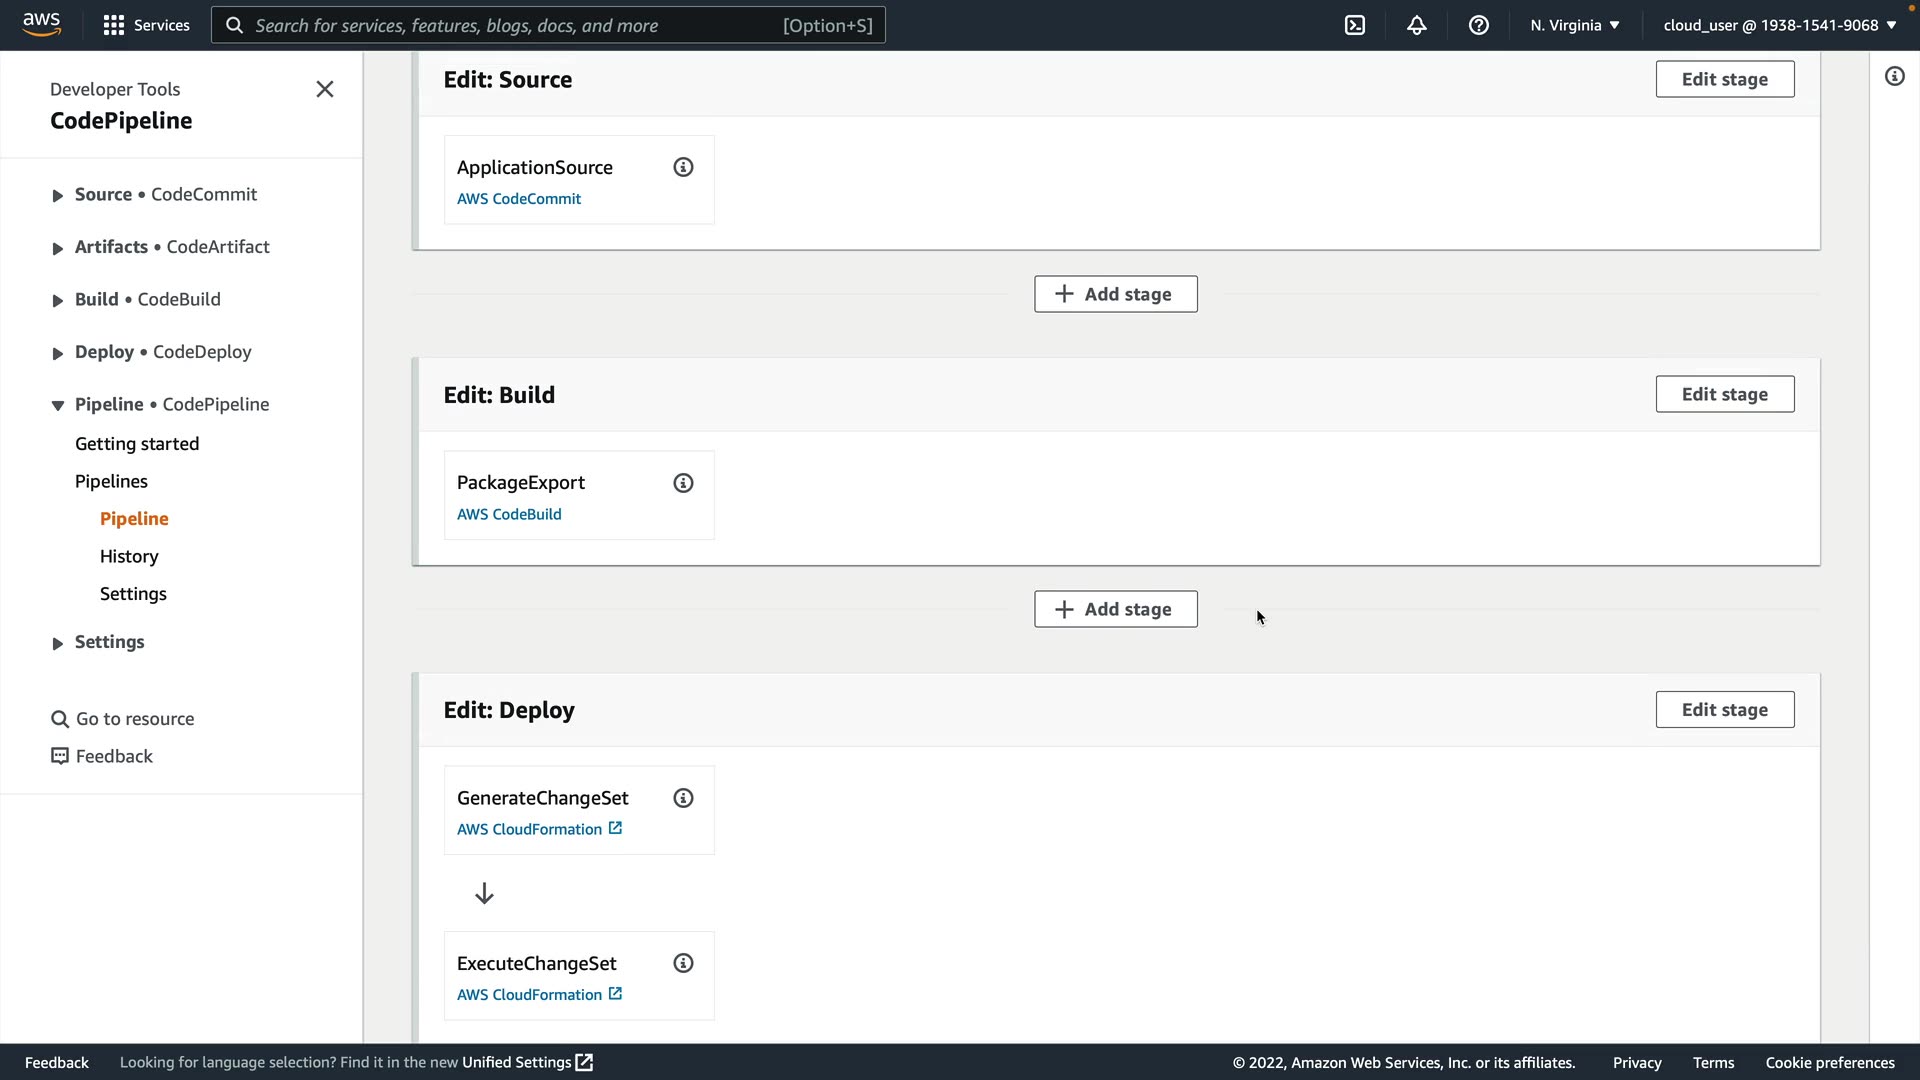 aws
Services
Search for services, features, blogs, docs, and more
[Option+S]
N. Virginia
cloud_user @ 1938-1541-9068
Developer Tools
CodePipeline
Source • CodeCommit
Artifacts • CodeArtifact
Build • CodeBuild
Deploy • CodeDeploy
Pipeline • CodePipeline
Getting started
Pipelines
Pipeline
History
Settings
Settings
Go to resource
Feedback
Edit: Source
Edit stage
ApplicationSource
AWS CodeCommit
+ Add stage
Edit: Build
Edit stage
PackageExport
AWS CodeBuild
+ Add stage
Edit: Deploy
Edit stage
GenerateChangeSet
AWS CloudFormation
ExecuteChangeSet
AWS CloudFormation
Feedback
Looking for language selection? Find it in the new Unified Settings
© 2022, Amazon Web Services, Inc. or its affiliates.
Privacy
Terms
Cookie preferences